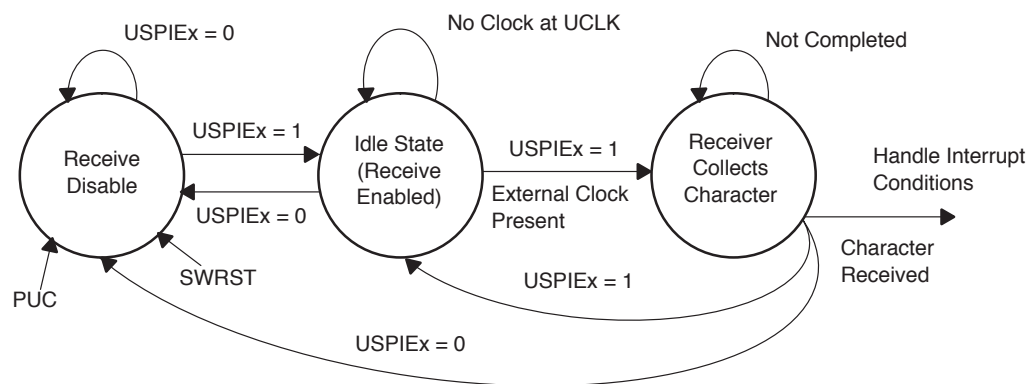 USPIEx = 0
No Clock at UCLK
Not Completed
Receive
Disable
USPIEx = 1
USPIEx = 0
Idle State
(Receive
Enabled)
USPIEx = 1
External Clock
Present
Receiver
Collects
Character
Handle Interrupt
Conditions
Character
Received
PUC
SWRST
USPIEx = 1
USPIEx = 0